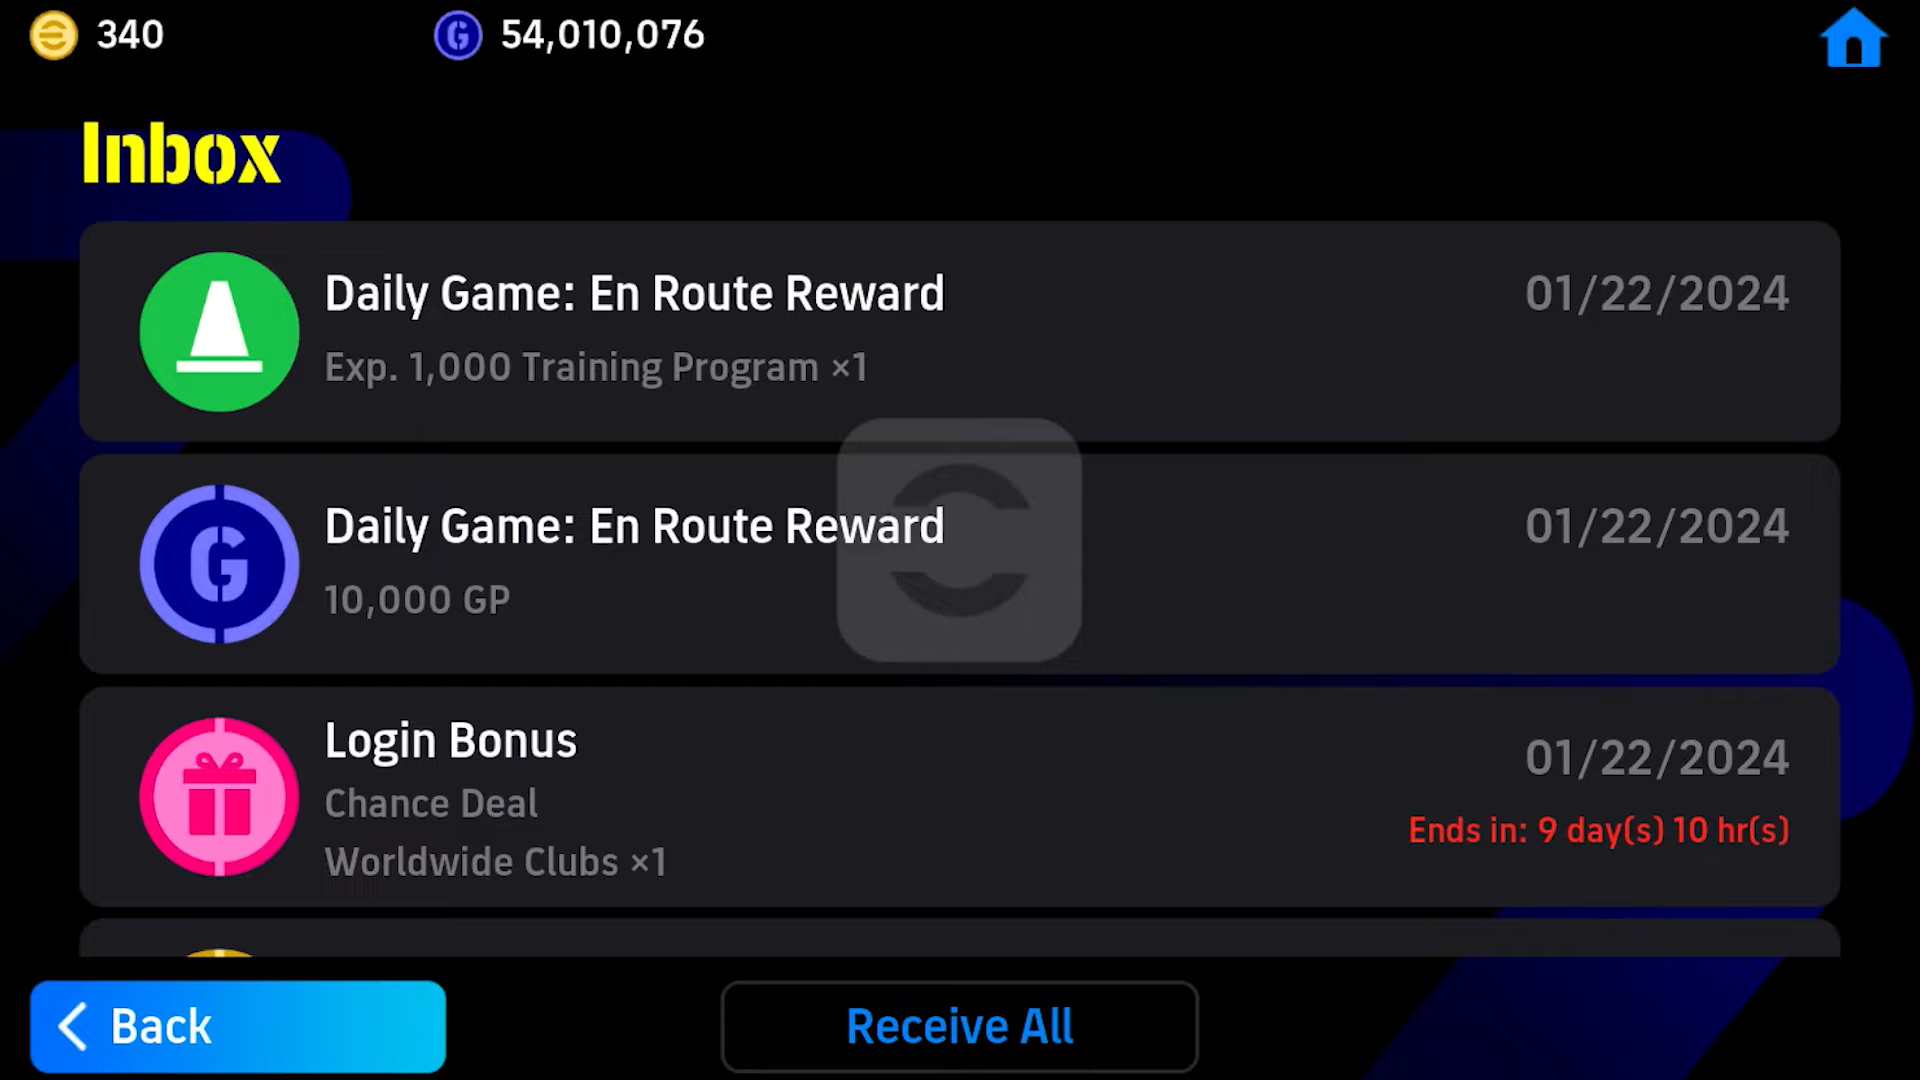 340
54,010,076
Inbox
Daily Game: En Route Reward
01/22/2024
Exp. 1,000 Training Program ×1
G
Daily Game: En Route Reward
01/22/2024
10,000 GP
Login Bonus
01/22/2024
Chance Deal
Ends in: 9 day(s) 10 hr(s)
Worldwide Clubs ×1
Back
Receive All